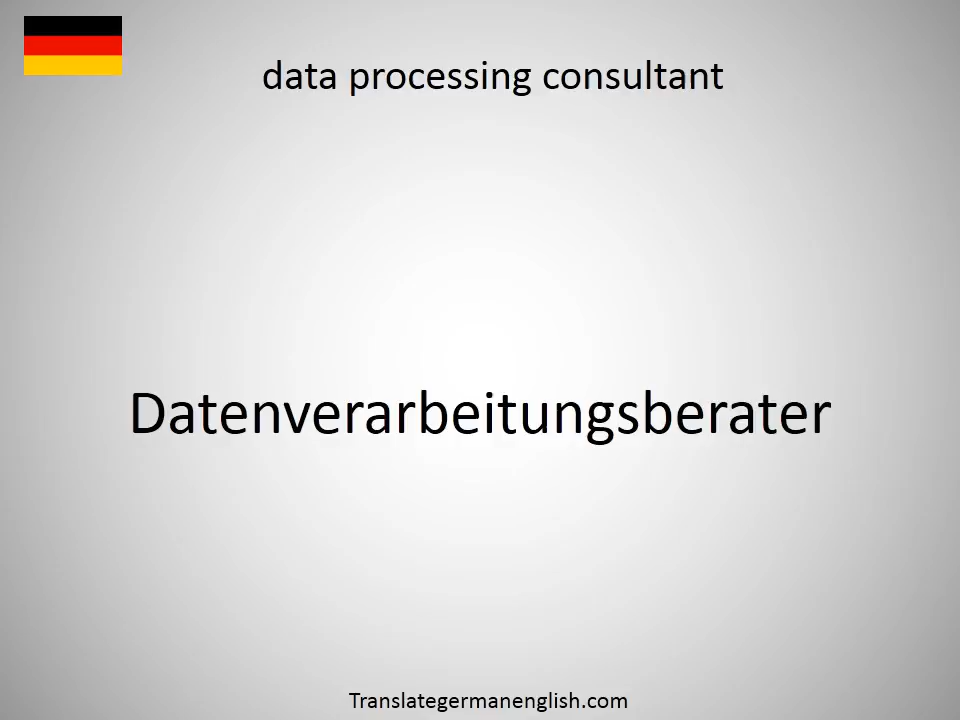 data processing consultant
Datenverarbeitungsberater
Translategermanenglish.com